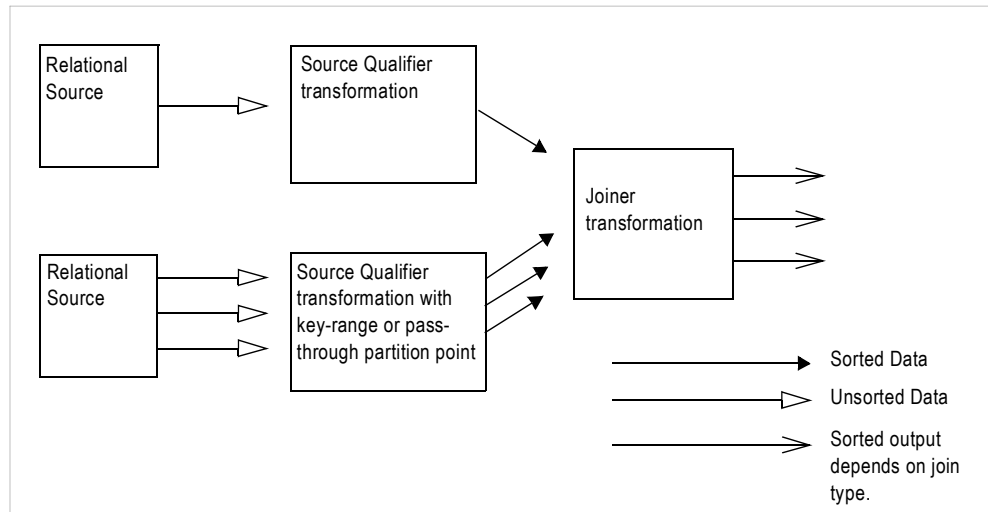 Relational
Source
Source Qualifier
transformation
Joiner
transformation
Relational
Source
Source Qualifier
transformation with
key-range or pass-
through partition point
Sorted Data
Unsorted Data
Sorted output
depends on join
type.